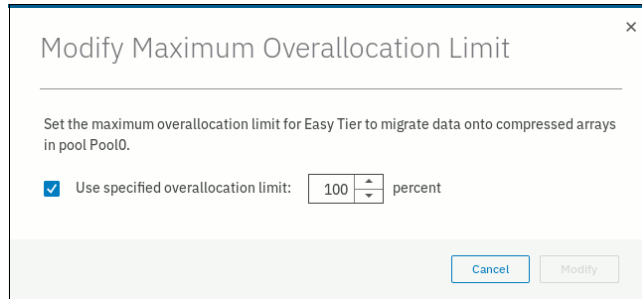 Modify Maximum Overallocation Limit
Set the maximum overallocation limit for Easy Tier to migrate data onto compressed arrays
in pool Pool0.
Use specified overallocation limit: 100 percent
Cancel Modify